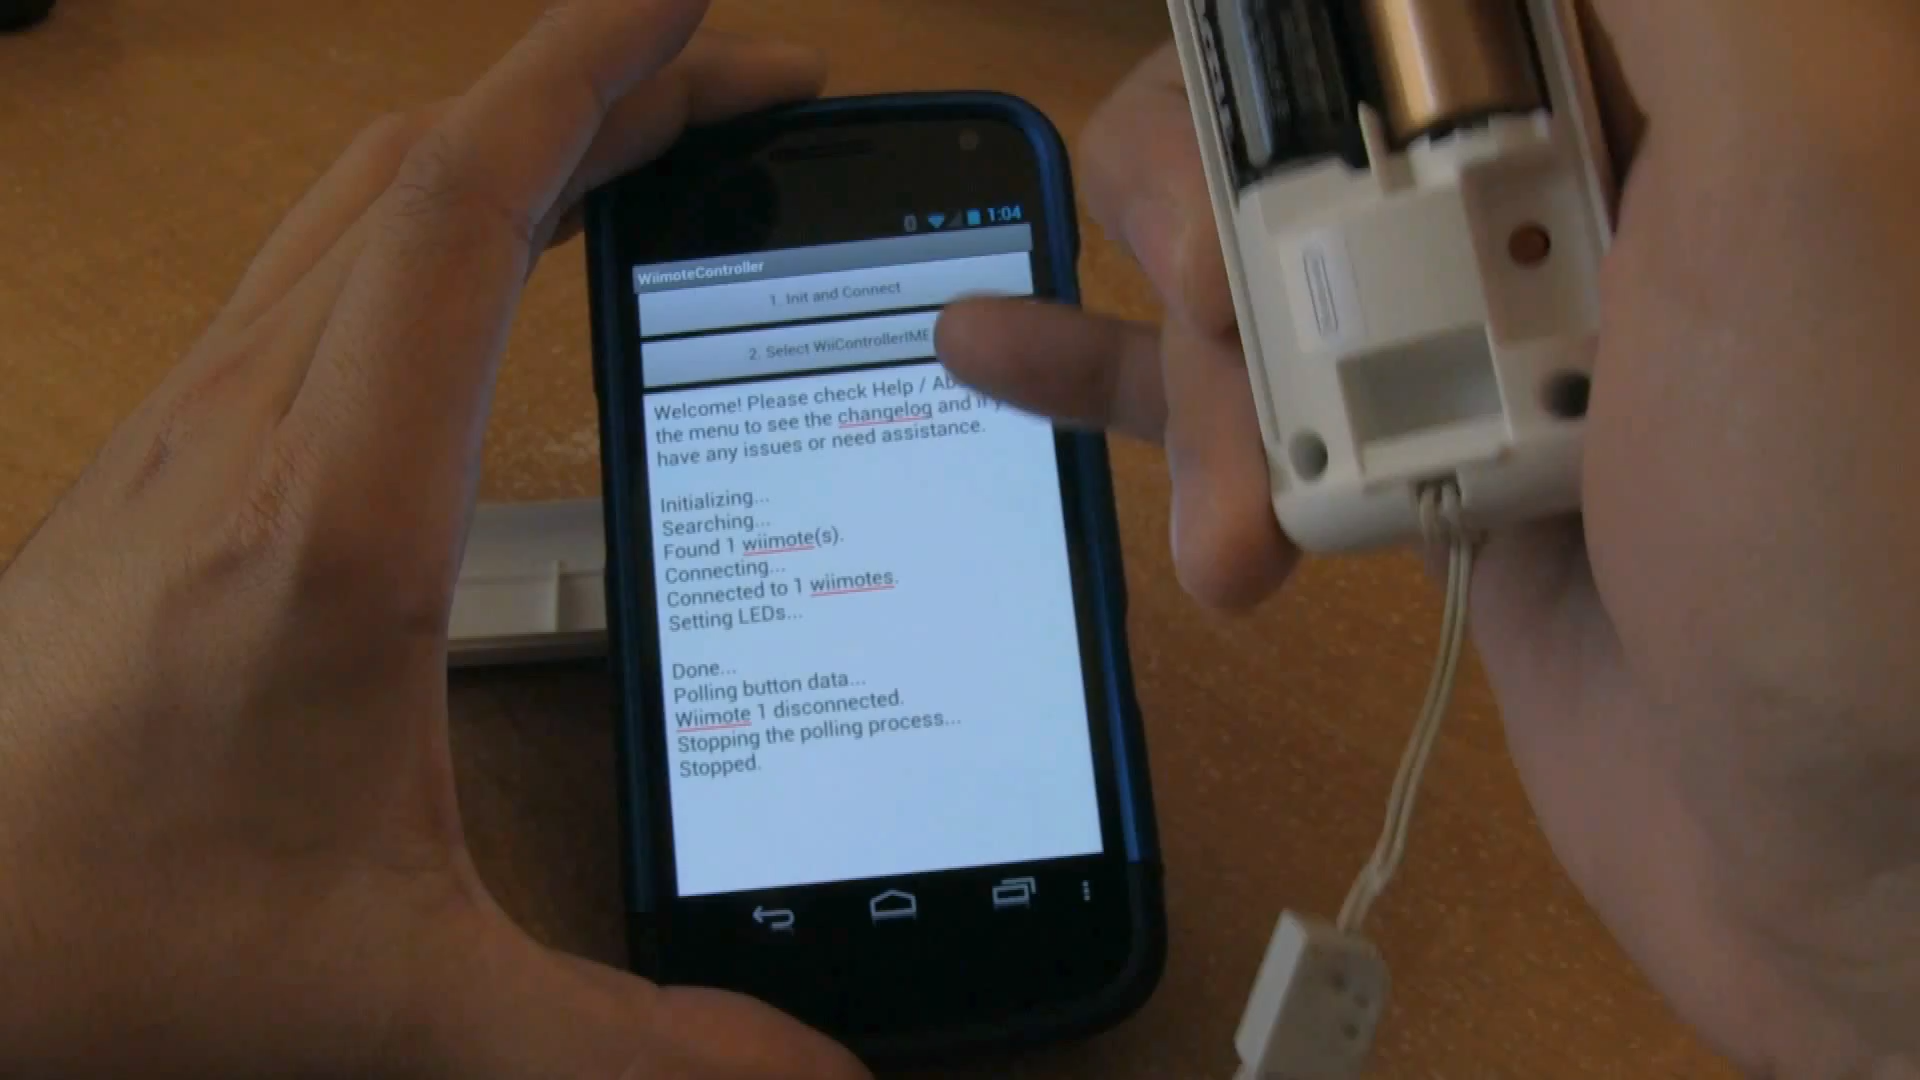 1:04
WiimoteController
1. Init and Connect
2. Select WiiControllerIME
Welcome! Please check Help /
the menu to see the changelog and if
have any issues or need assistance.
Initializing...
Searching...
Found 1 wiimote(s).
Connecting...
Connected to 1 wiimotes.
Setting LEDs...
Done...
Polling button data...
Wiimote 1 disconnected.
Stopping the polling process...
Stopped.